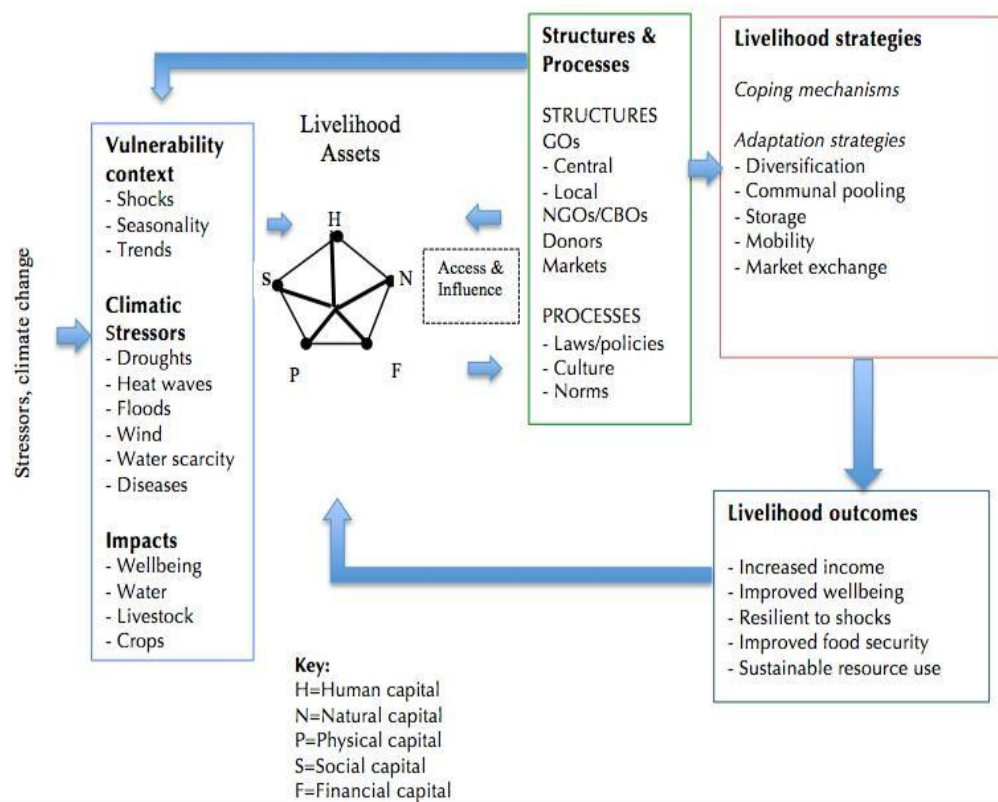 Stressors, climate change
Vulnerability
context
- Shocks
- Seasonality
- Trends
Climatic
Stressors
- Droughts
- Heat waves
- Floods
- Wind
- Water scarcity
- Diseases
Impacts
- Wellbeing
- Water
- Livestock
- Crops
Livelihood
Assets
H
S
N
P
F
Access &
Influence
Structures &
Processes
STRUCTURES
GOs
- Central
- Local
NGOs/CBOs
Donors
Markets
PROCESSES
- Laws/policies
- Culture
- Norms
Livelihood strategies
Coping mechanisms
Adaptation strategies
- Diversification
- Communal pooling
- Storage
- Mobility
- Market exchange
Livelihood outcomes
- Increased income
- Improved wellbeing
- Resilient to shocks
- Improved food security
- Sustainable resource use
Key:
H=Human capital
N=Natural capital
P=Physical capital
S=Social capital
F=Financial capital